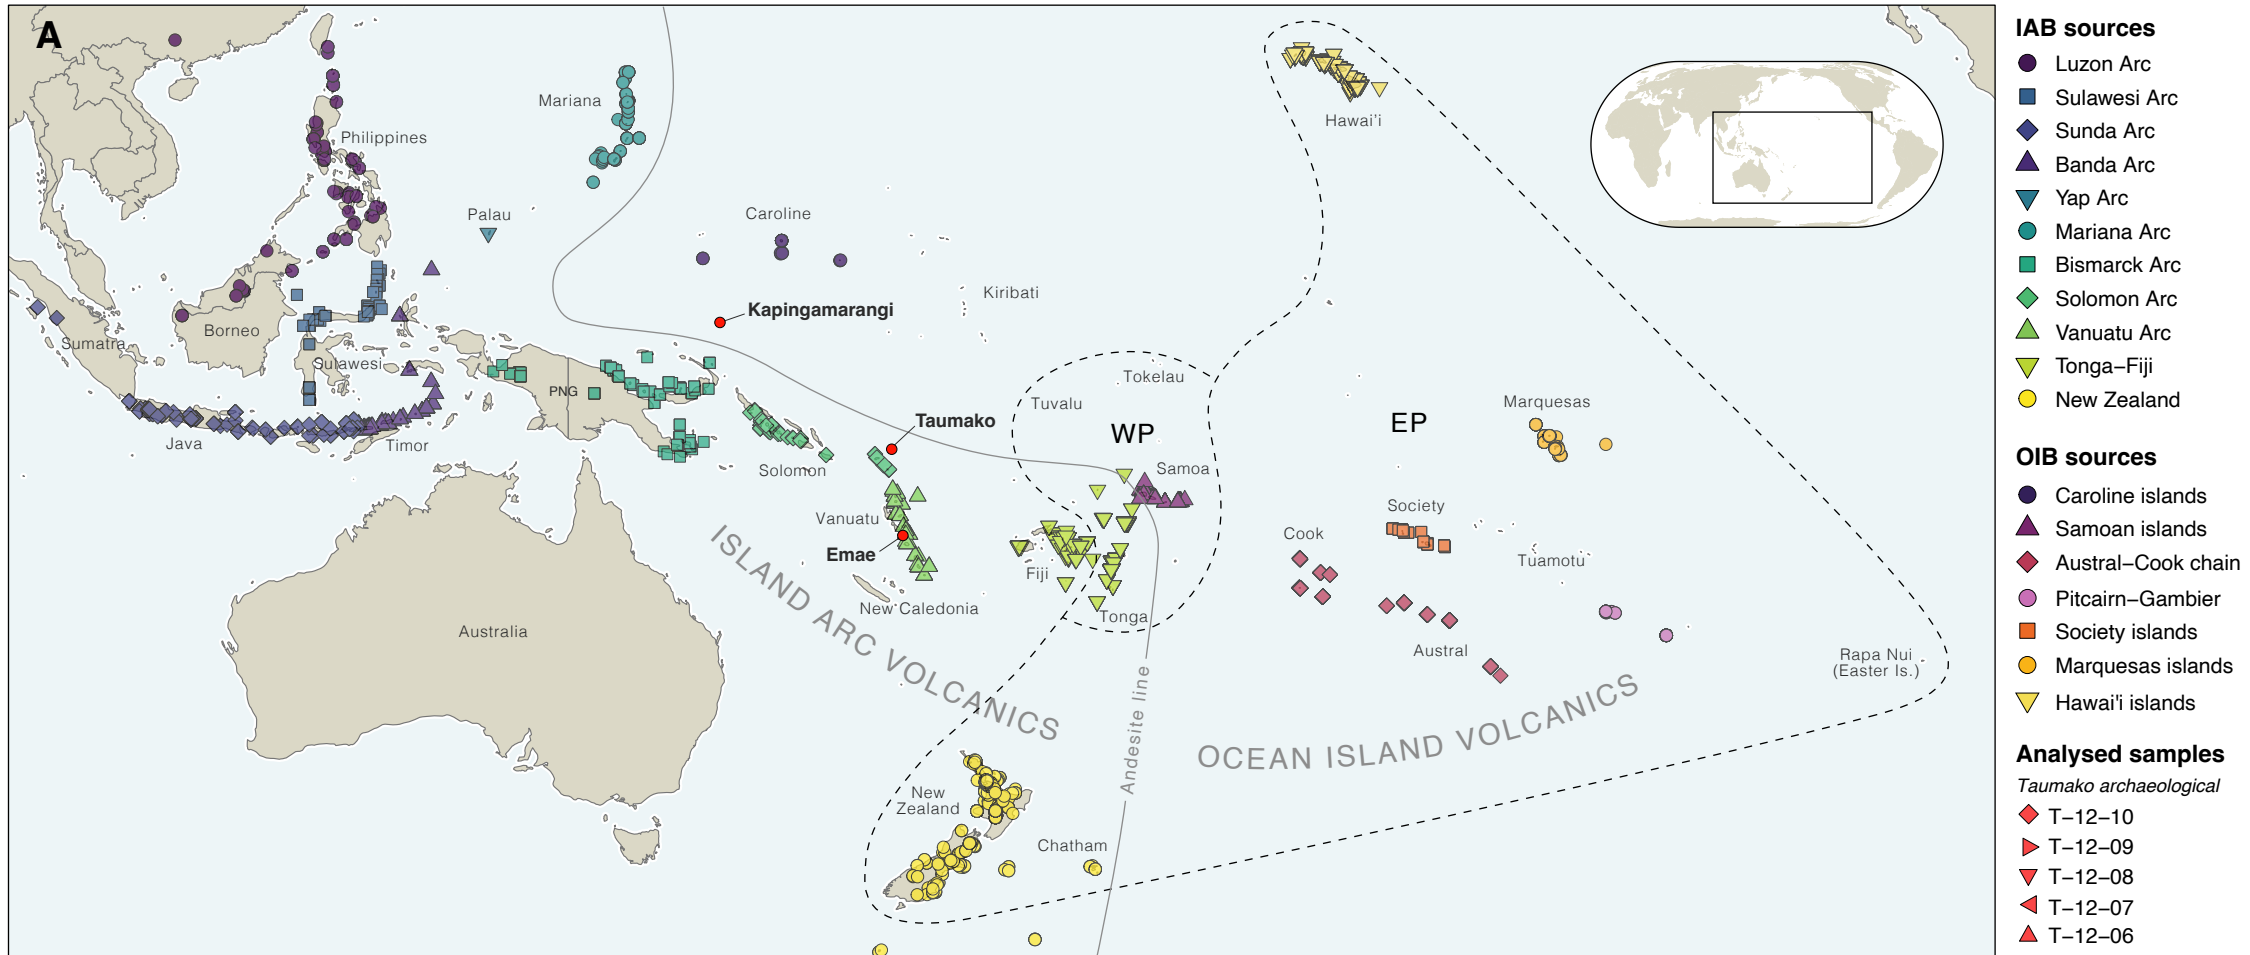 A
Mariana
Philippines
Hawai'i
Palau
Caroline
Kiribati
Kapingamarangi
Borneo
Sumatra
Sulawesi
PNG
Tokelau
Tuvalu
Marquesas
Taumako
EP
WP
Java
Timor
Solomon
Samoa
Vanuatu
Society
Cook
Emae
Fiji
Tuamotu
New Caledonia
Tonga
Australia
Austral
Rapa Nui
(Easter Is.)
ISLAND ARC VOLCANICS
Andesite line
OCEAN ISLAND VOLCANICS
New
Zealand
Chatham
IAB sources
Luzon Arc
Sulawesi Arc
Sunda Arc
Banda Arc
Yap Arc
Mariana Arc
Bismarck Arc
Solomon Arc
Vanuatu Arc
Tonga−Fiji
New Zealand
OIB sources
Caroline islands
Samoan islands
Austral−Cook chain
Pitcairn−Gambier
Society islands
Marquesas islands
Hawai'i islands
Analysed samples
Taumako archaeological
T−12−10
T−12−09
T−12−08
T−12−07
T−12−06